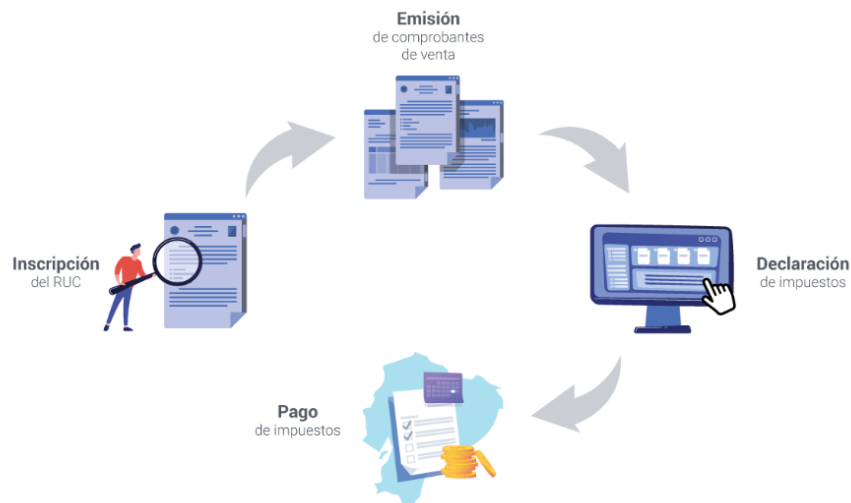 Emisión
de comprobantes
de venta
Inscripción
del RUC
Declaración
de impuestos
Pago
de impuestos